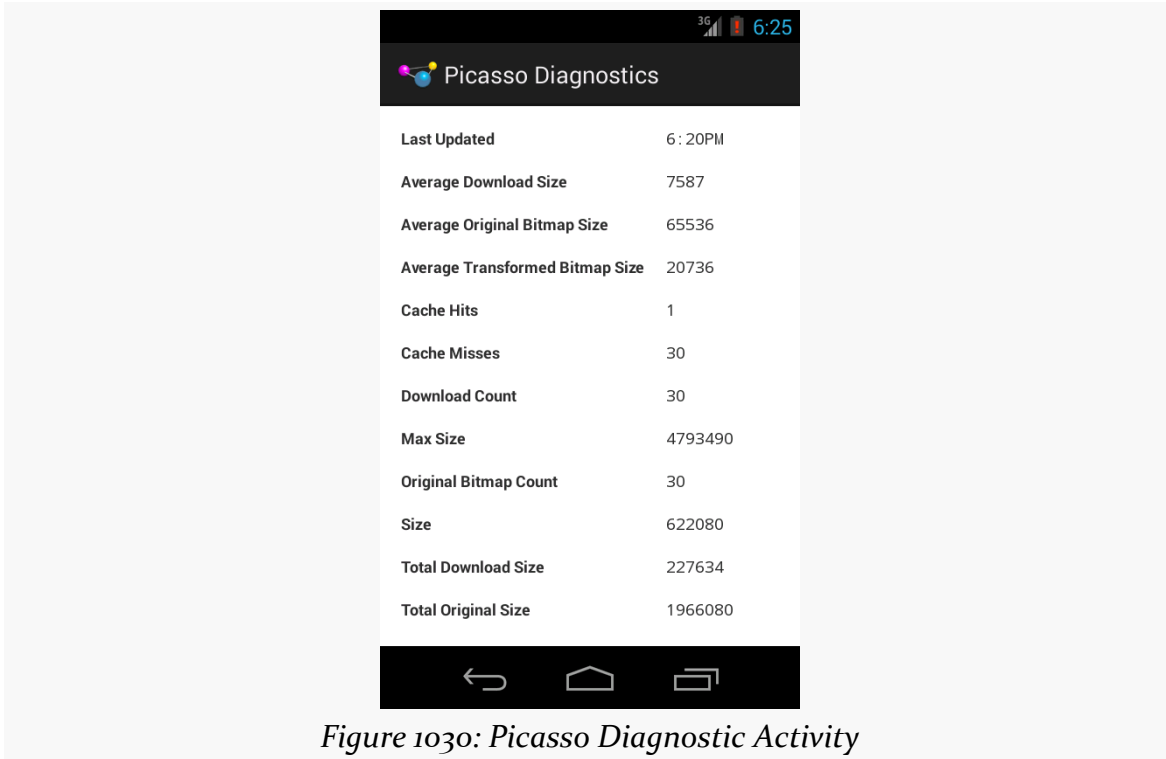 3G 6:25
Picasso Diagnostics
Last Updated 6:20PM
Average Download Size 7587
Average Original Bitmap Size 65536
Average Transformed Bitmap Size 20736
Cache Hits 1
Cache Misses 30
Download Count 30
Max Size 4793490
Original Bitmap Count 30
Size 622080
Total Download Size 227634
Total Original Size 1966080
Figure 1030: Picasso Diagnostic Activity